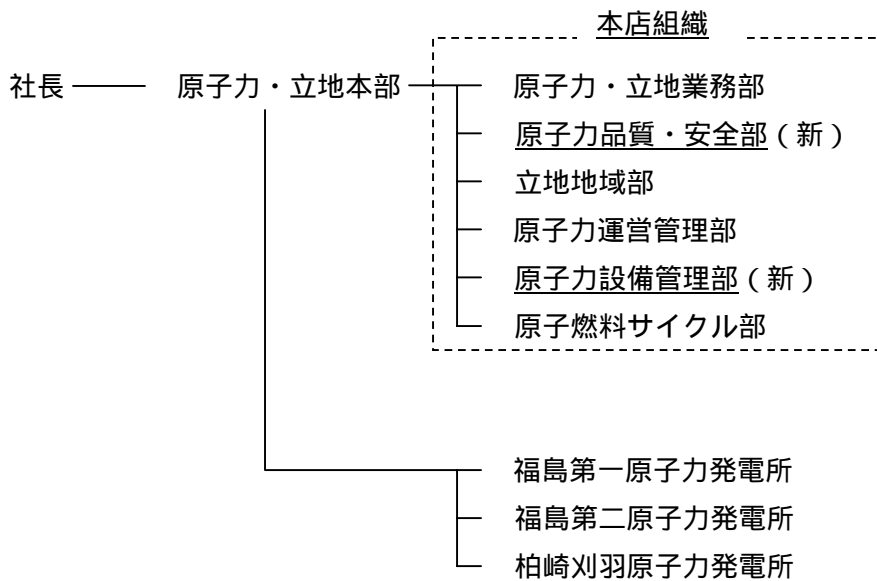 本店組織
社長 原子力・立地本部 原子力・立地業務部
原子力品質・安全部(新)
立地地域部
原子力運営管理部
原子力設備管理部(新)
原子燃料サイクル部
福島第一原子力発電所
福島第二原子力発電所
柏崎刈羽原子力発電所